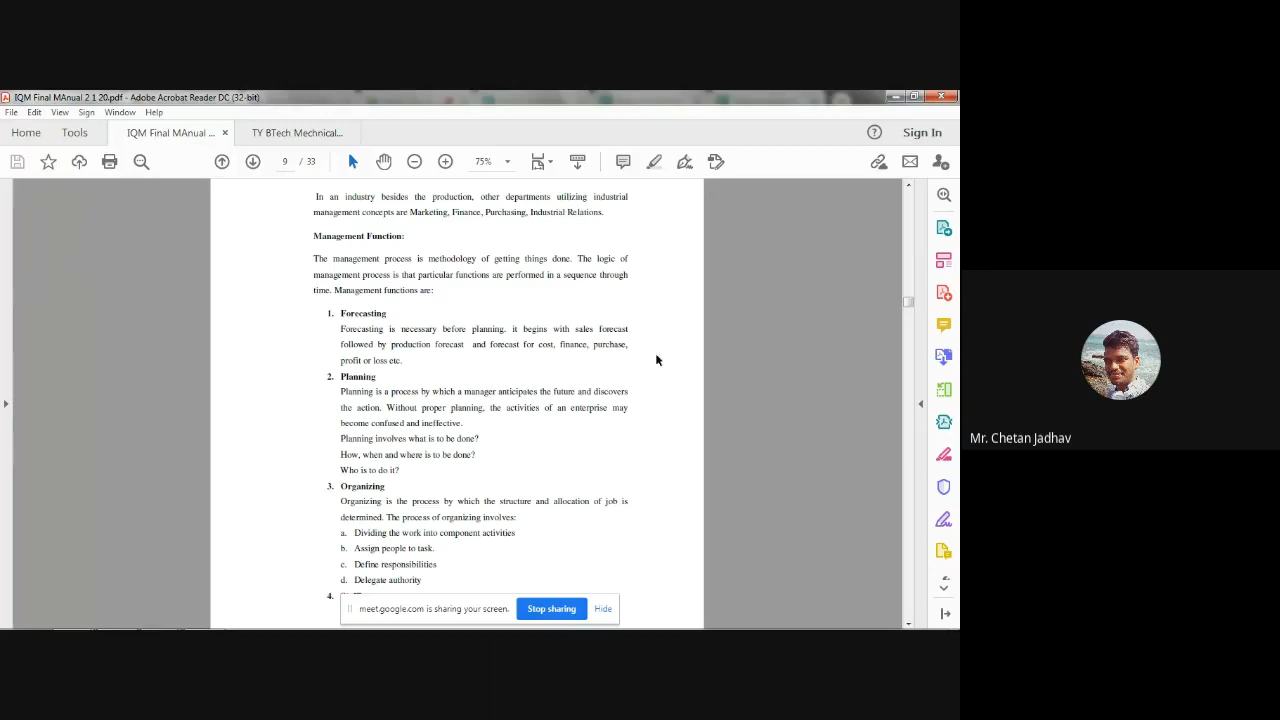 IQM Final MAnual 2 1 20.pdf - Adobe Acrobat Reader DC (32-bit)
File Edit View Sign Window Help
Home Tools IQM Final MAnual ... × TY BTech Mechnical... ? Sign In
9 / 33 75%
In an industry besides the production, other departments utilizing industrial
management concepts are Marketing, Finance, Purchasing, Industrial Relations.
Management Function:
The management process is methodology of getting things done. The logic of
management process is that particular functions are performed in a sequence through
time. Management functions are:
1. Forecasting
Forecasting is necessary before planning. it begins with sales forecast
followed by production forecast and forecast for cost, finance, purchase,
profit or loss etc.
2. Planning
Planning is a process by which a manager anticipates the future and discovers
the action. Without proper planning, the activities of an enterprise may
become confused and ineffective.
Planning involves what is to be done?
How, when and where is to be done?
Who is to do it?
3. Organizing
Organizing is the process by which the structure and allocation of job is
determined. The process of organizing involves:
a. Dividing the work into component activities
b. Assign people to task.
c. Define responsibilities
d. Delegate authority
4.
meet.google.com is sharing your screen. Stop sharing Hide
Mr. Chetan Jadhav